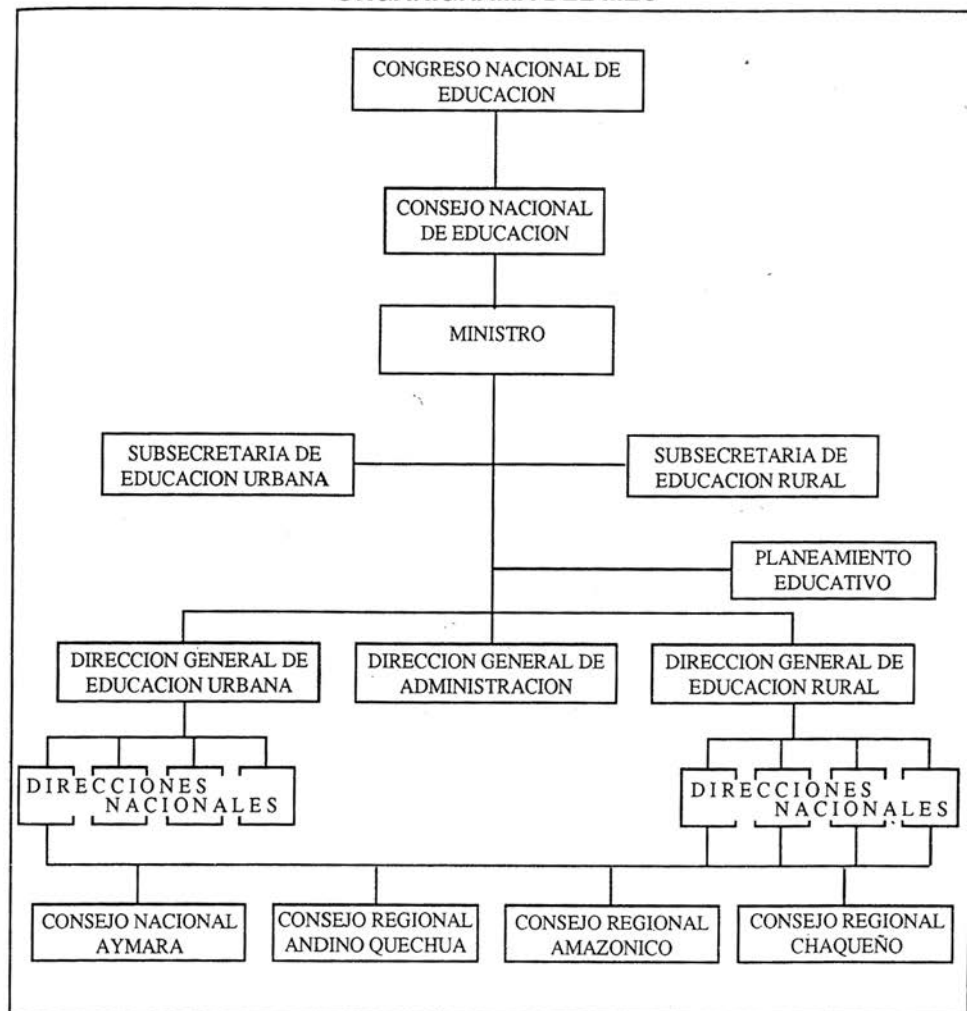 CONGRESO NACIONAL DE
EDUCACION
CONSEJO NACIONAL
DE EDUCACION
MINISTRO
SUBSECRETARIA DE
EDUCACION URBANA
SUBSECRETARIA DE
EDUCACION RURAL
PLANEAMIENTO
EDUCATIVO
DIRECCION GENERAL DE
EDUCACION URBANA
DIRECCION GENERAL DE
ADMINISTRACION
DIRECCION GENERAL DE
EDUCACION RURAL
DIRECCIONES
NACIONALES
DIRECCIONES
NACIONALES
CONSEJO NACIONAL
AYMARA
CONSEJO REGIONAL
ANDINO QUECHUA
CONSEJO REGIONAL
AMAZONICO
CONSEJO REGIONAL
CHAQUEÑO